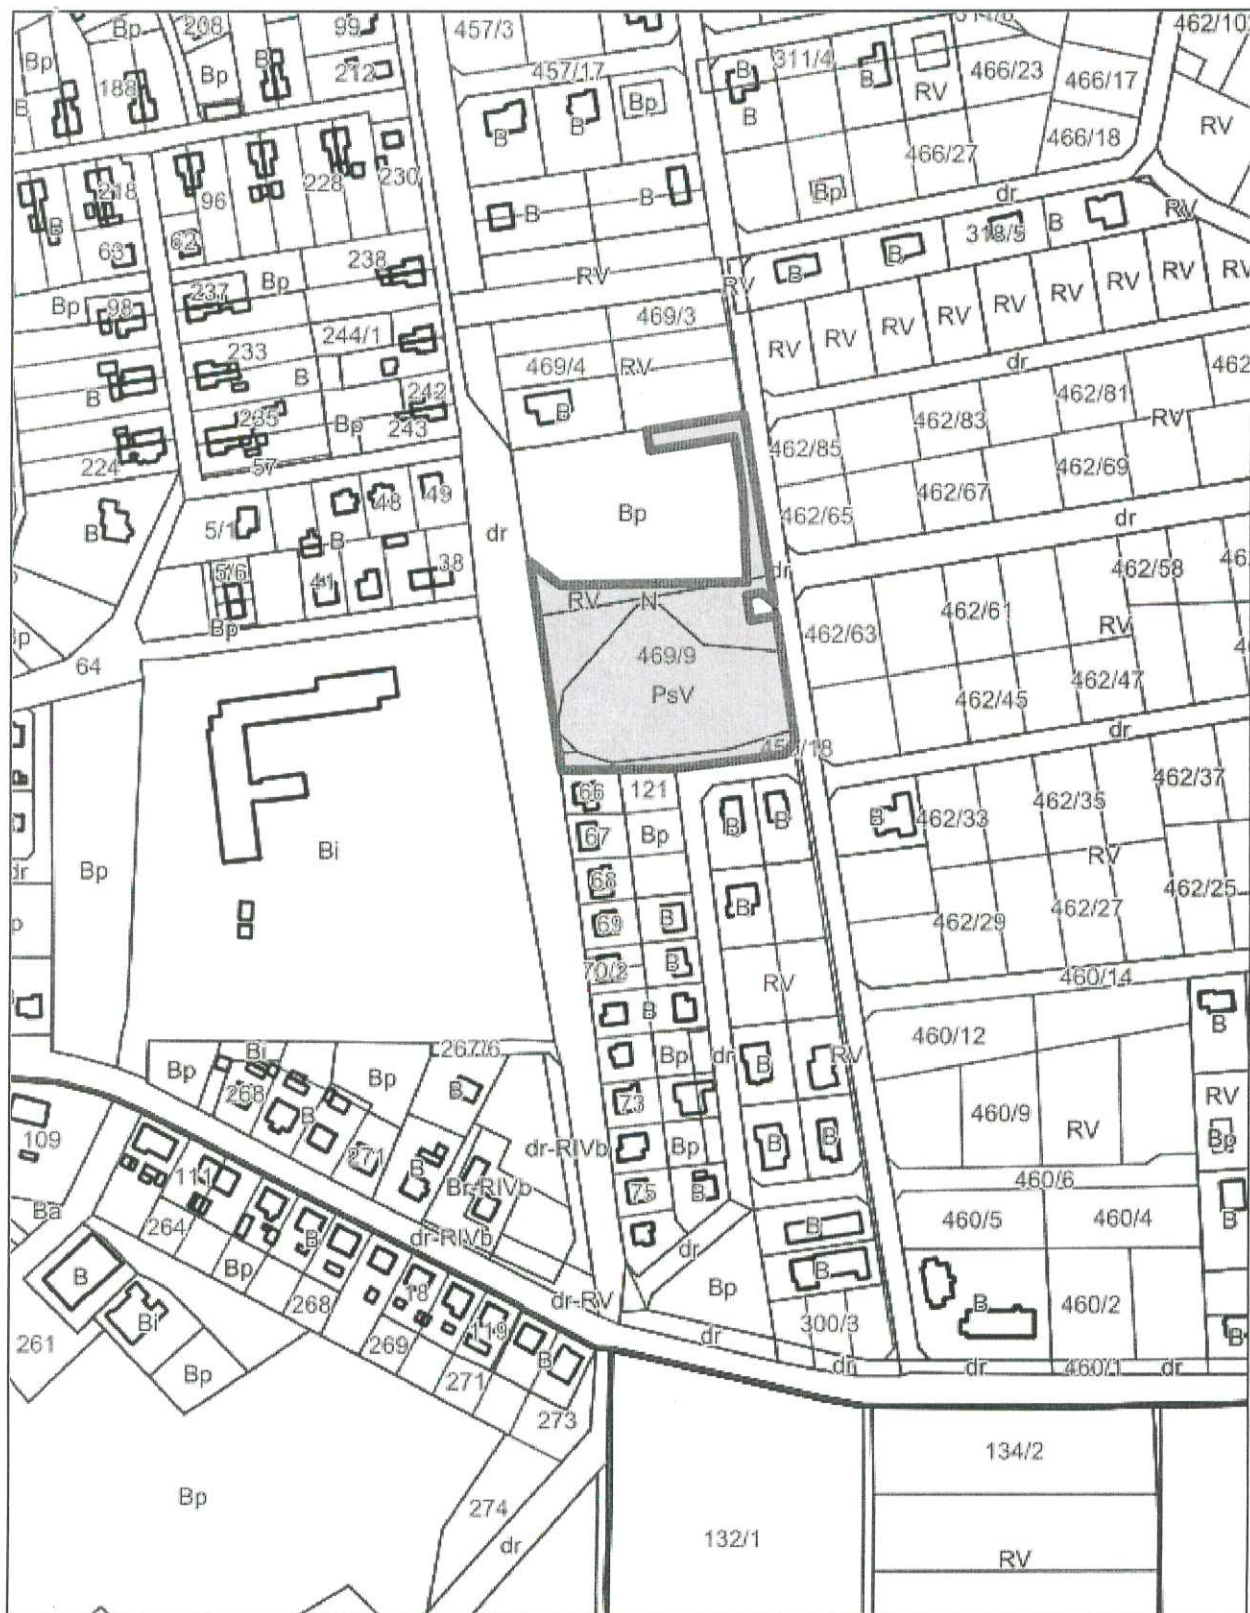 208 Bp 99 457/3 311/6 462/10
Bp B 212 457/17 B 311/4 B 466/23 466/17
188 Bp B B Bp B RV RV
B 466/18
218 96 228 230 466/27
B B B Bp dr
63 62 238 318/5 B RV
Bp 237 Bp RV RV B B
98 244/1 469/3 RV RV RV RV RV RV RV RV
233 B 469/4 RV dr 462
B 242 B 462/81
235 Bp 243 462/83 RV
224 57 462/85 462/69
48 49 Bp 462/67
B 5/1 B dr 462/65 dr
5/6 41 38 dr 462/58
RV N 462/61
Bp 462/63 RV
64 469/9
PsV 462/45 462/47
457/18 dr
66 121 462/37
B B B 462/33 462/35
67 Bp
Bi RV
Bp 68 462/25
dr B 462/27
69 B 462/29
70/2 B
RV 460/14
B 460/12 B
Bi 267/6 Bp dr B RV
Bp Bp
268 B B 73 460/9 RV RV
109 B Bp
271 dr-RIVb Bp B B
111 B 460/6
Ba Br-RIVb 75 B
264 B dr-RIVb 460/5 460/4 B
B Bp dr B
268 18 dr-RV Bp B
Bi 119 300/3 B 460/2
261 269 B dr B
Bp 271 dr dr 460/1 dr
273
134/2
Bp 274
dr 132/1
RV